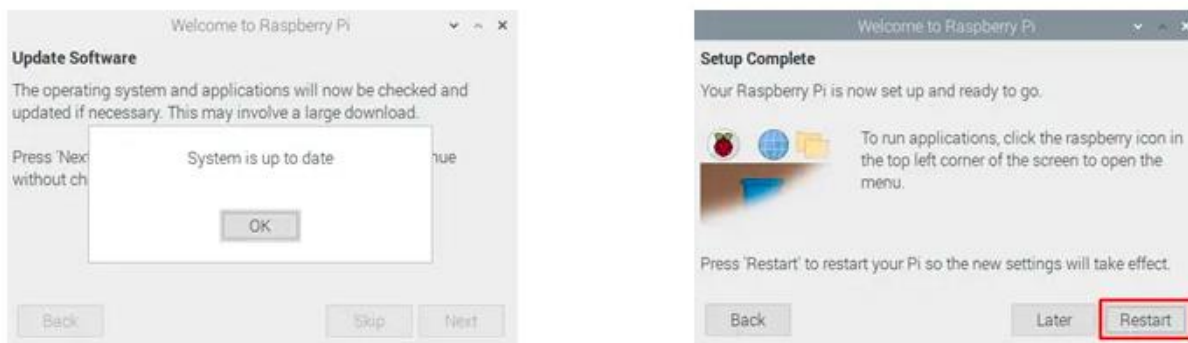 Welcome to Raspberry Pi
Update Software
The operating system and applications will now be checked and
updated if necessary. This may involve a large download.
Press 'Nex
nue
without ch
System is up to date
OK
Back
Skip
Next
Welcome to Raspberry Pi
Setup Complete
Your Raspberry Pi is now set up and ready to go.
To run applications, click the raspberry icon in
the top left corner of the screen to open the
menu.
Press 'Restart' to restart your Pi so the new settings will take effect.
Back
Later
Restart